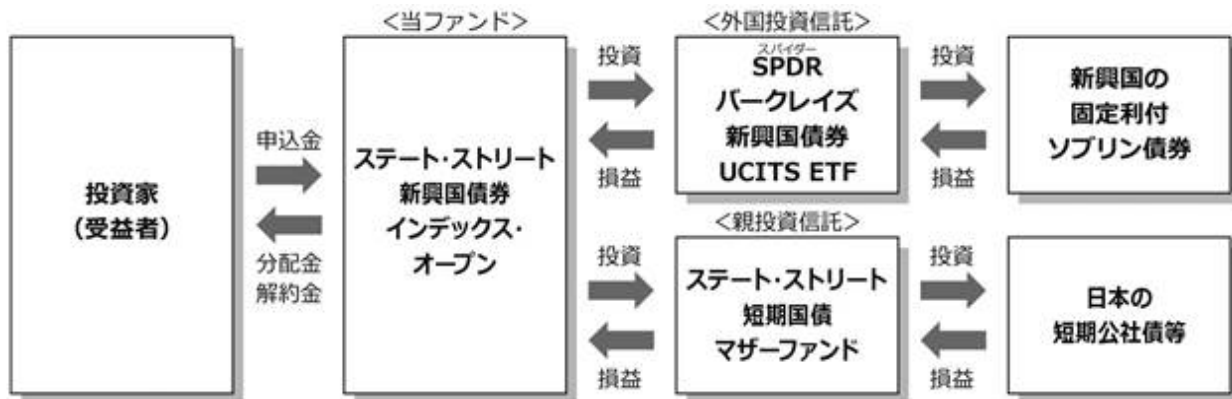 ＜当ファンド＞
＜外国投資信託＞
投資家
（受益者）
申込金
分配金
解約金
ステート・ストリート
新興国債券
インデックス・
オープン
投資
損益
スパイダー
SPDR
バークレイズ
新興国債券
UCITS ETF
投資
損益
新興国の
固定利付
ソブリン債券
＜親投資信託＞
投資
損益
ステート・ストリート
短期国債
マザーファンド
投資
損益
日本の
短期公社債等